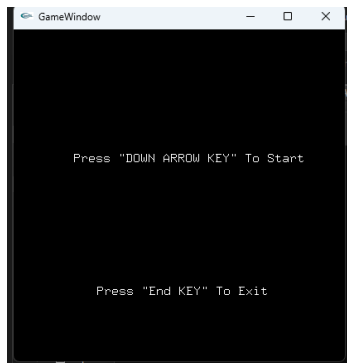 GameWindow
Press "DOWN ARROW KEY" To Start
Press "End KEY" To Exit